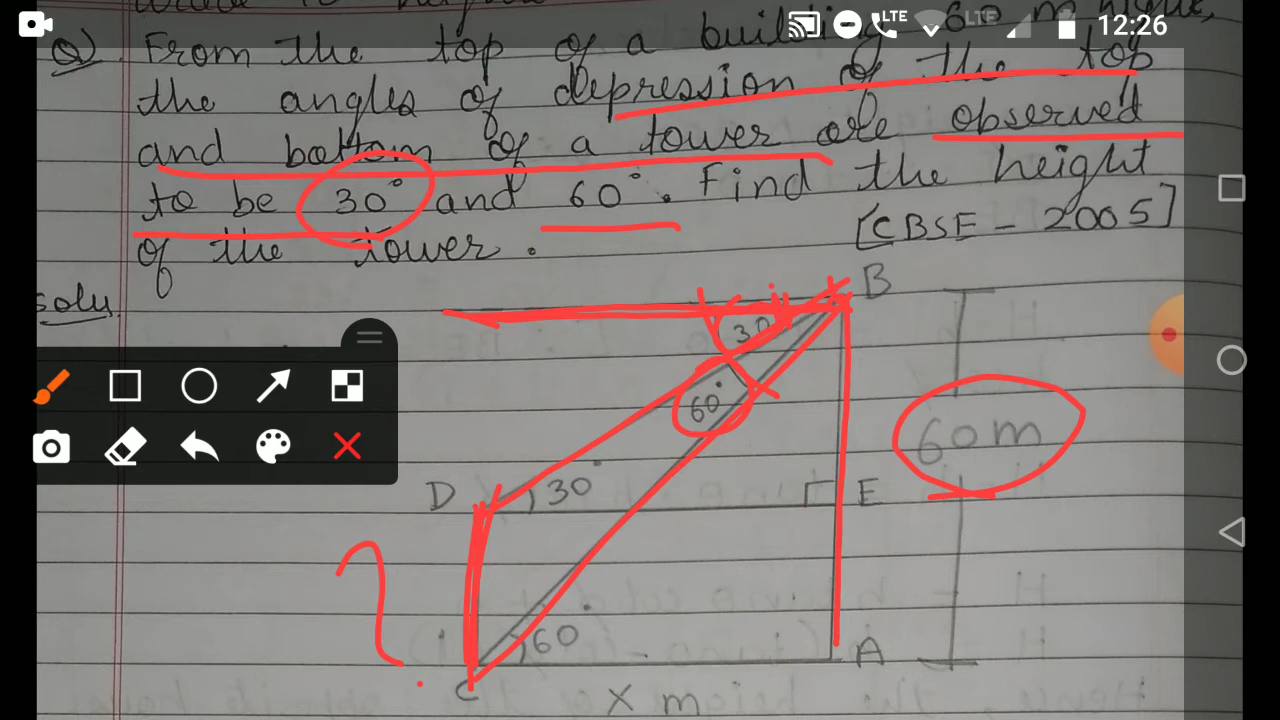 LTE LTE 12:26
Q) From the top of a building 60 m
the angles of depression of the top
and bottom of a tower are observed
to be 30° and 60°. Find the height
of the tower. [CBSE - 2005]
solu.
B
30
60°
60m
D 30° E
60°
C A
x m